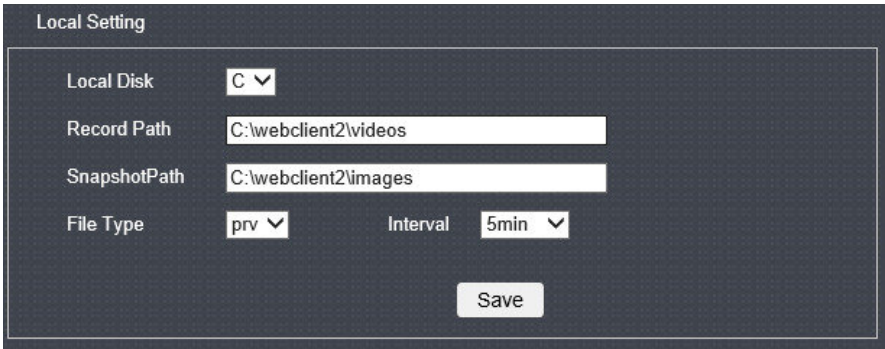 Local Setting
Local Disk C
Record Path C:\webclient2\videos
SnapshotPath C:\webclient2\images
File Type prv Interval 5min
Save